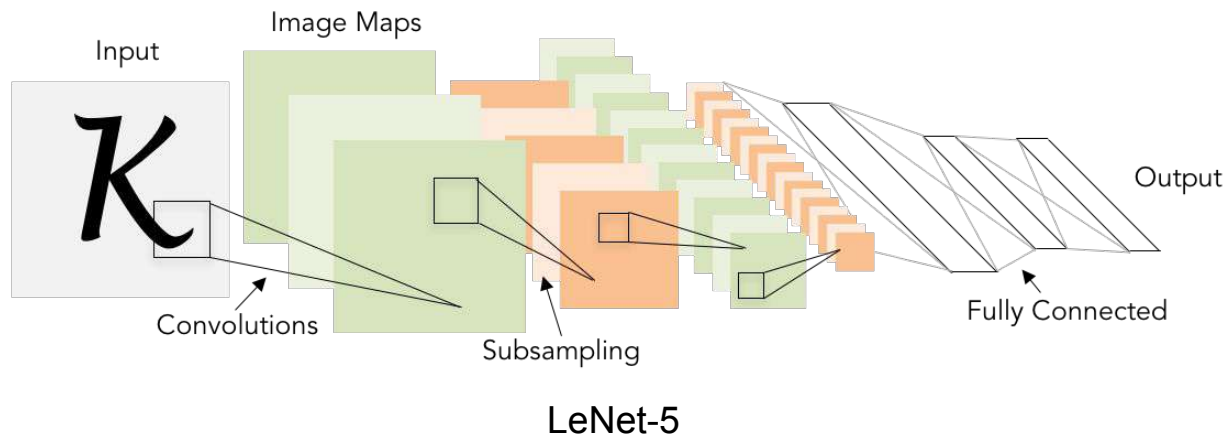 Image Maps
Input
K
Output
Convolutions
Fully Connected
Subsampling
LeNet-5